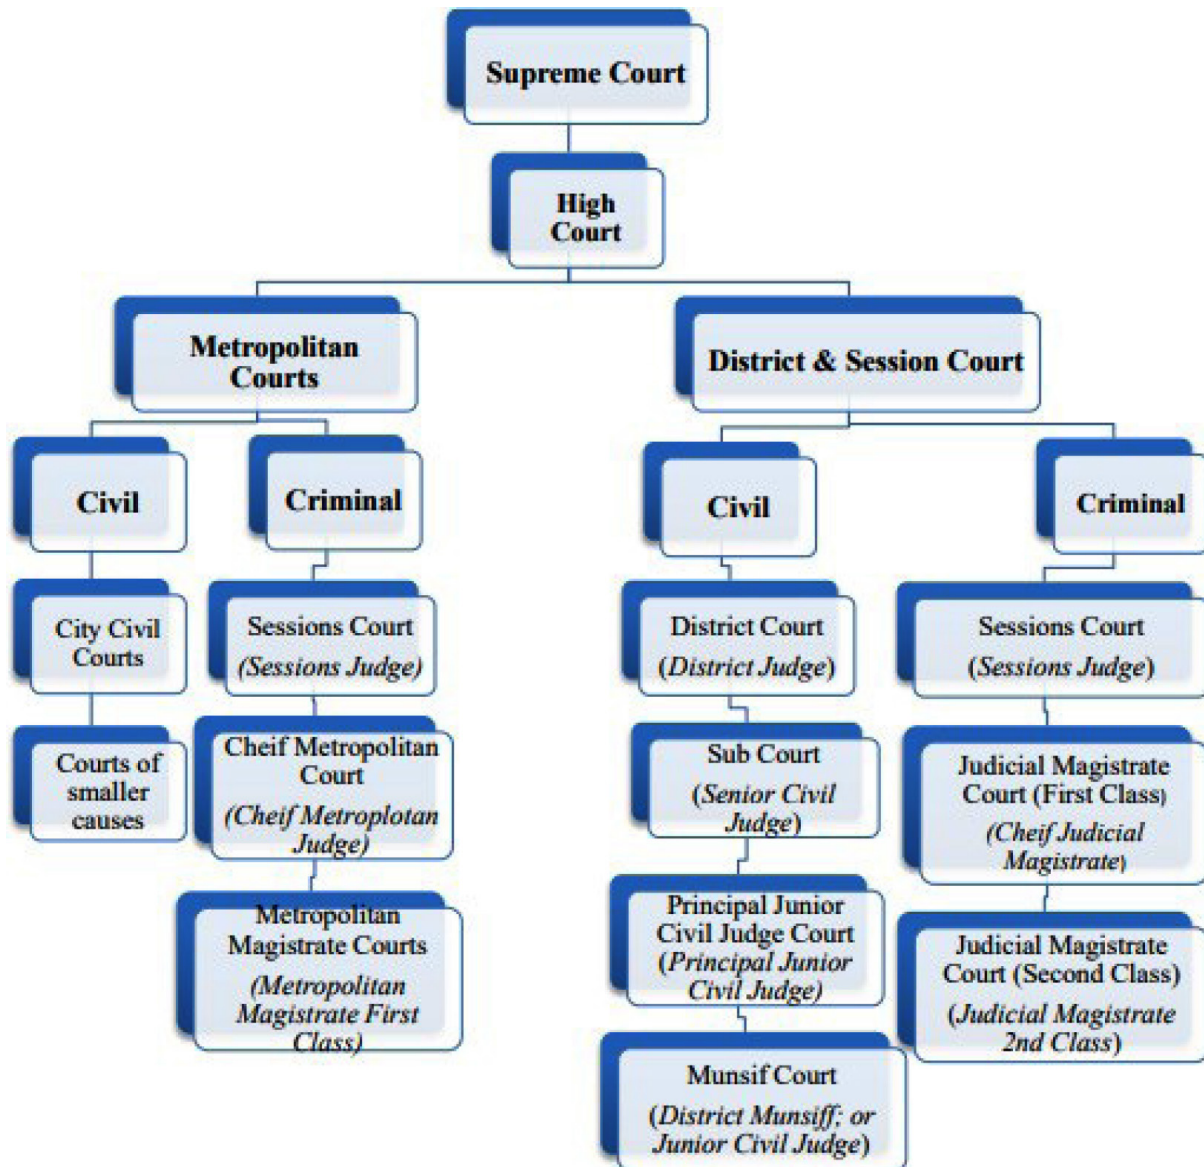 Supreme Court
High
Court
Metropolitan
Courts
District & Session Court
Civil
Criminal
Civil
Criminal
City Civil
Courts
Sessions Court
(Sessions Judge)
District Court
(District Judge)
Sessions Court
(Sessions Judge)
Courts of
smaller
causes
Cheif Metropolitan
Court
(Cheif Metroplotan
Judge)
Sub Court
(Senior Civil
Judge)
Judicial Magistrate
Court (First Class)
(Cheif Judicial
Magistrate)
Metropolitan
Magistrate Courts
(Metropolitan
Magistrate First
Class)
Principal Junior
Civil Judge Court
(Principal Junior
Civil Judge)
Judicial Magistrate
Court (Second Class)
(Judicial Magistrate
2nd Class)
Munsif Court
(District Munsiff; or
Junior Civil Judge)